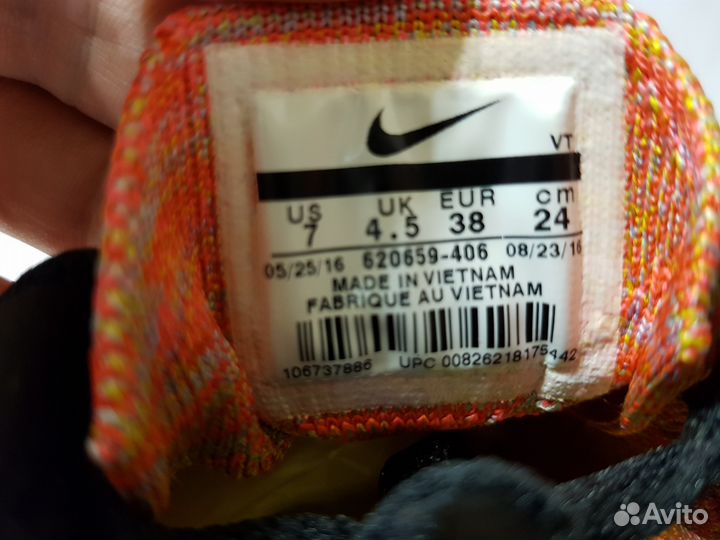 VT
US UK EUR cm
7 4.5 38 24
05/25/16 620659-406 08/23/16
MADE IN VIETNAM
FABRIQUE AU VIETNAM
106737886 UPC 00826218175442
Avito